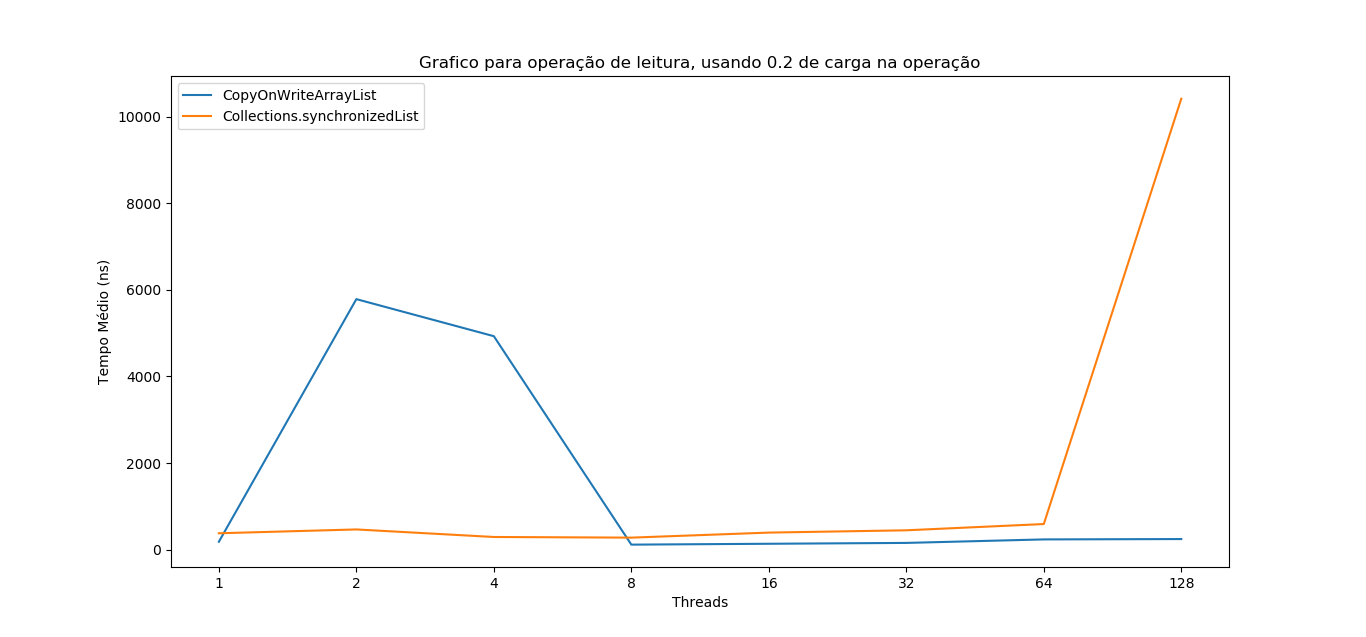 Grafico para operação de leitura, usando 0.2 de carga na operação
CopyOnWriteArrayList
Collections.synchronizedList
10000
8000
6000
4000
2000
0
Tempo Médio (ns)
1 2 4 8 16 32 64 128
Threads